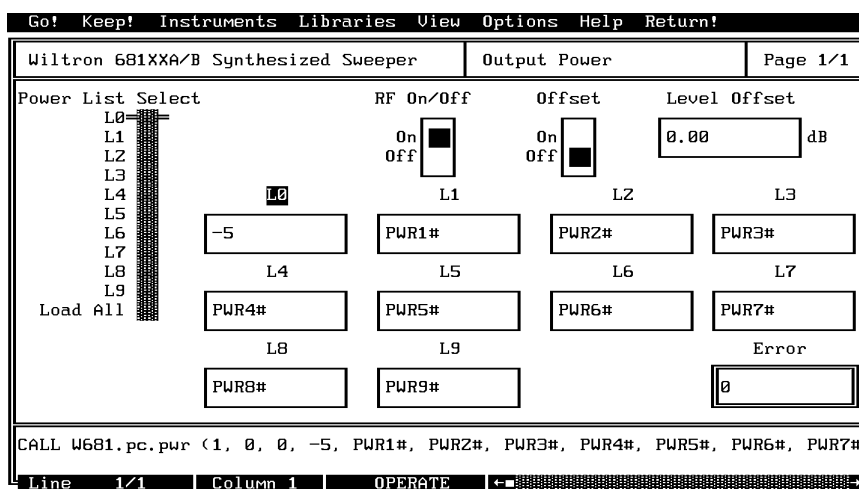 Go! Keep! Instruments Libraries View Options Help Return!
Wiltron 681XXA/B Synthesized Sweeper Output Power Page 1/1
Power List Select RF On/Off Offset Level Offset
L0
L1 On On 0.00 dB
L2 Off Off
L3
L4 L0 L1 L2 L3
L5
L6 -5 PWR1# PWR2# PWR3#
L7
L8 L4 L5 L6 L7
L9
Load All PWR4# PWR5# PWR6# PWR7#
L8 L9 Error
PWR8# PWR9# 0
CALL W681.pc.pwr (1, 0, 0, -5, PWR1#, PWR2#, PWR3#, PWR4#, PWR5#, PWR6#, PWR7#
Line 1/1 Column 1 OPERATE